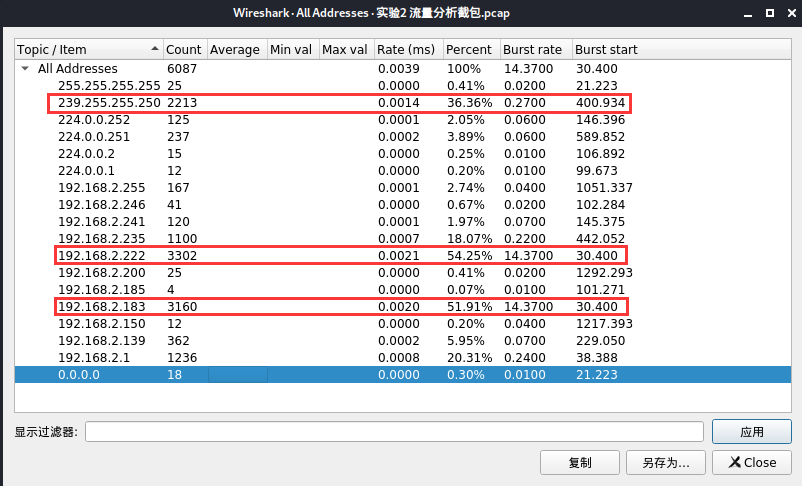 Wireshark · All Addresses · 实验2 流量分析截包.pcap
Topic / Item Count Average Min val Max val Rate (ms) Percent Burst rate Burst start
All Addresses 6087 0.0039 100% 14.3700 30.400
255.255.255.255 25 0.0000 0.41% 0.0200 21.223
239.255.255.250 2213 0.0014 36.36% 0.2700 400.934
224.0.0.252 125 0.0001 2.05% 0.0600 146.396
224.0.0.251 237 0.0002 3.89% 0.0600 589.852
224.0.0.2 15 0.0000 0.25% 0.0100 106.892
224.0.0.1 12 0.0000 0.20% 0.0100 99.673
192.168.2.255 167 0.0001 2.74% 0.0400 1051.337
192.168.2.246 41 0.0000 0.67% 0.0200 102.284
192.168.2.241 120 0.0001 1.97% 0.0700 145.375
192.168.2.235 1100 0.0007 18.07% 0.2200 442.052
192.168.2.222 3302 0.0021 54.25% 14.3700 30.400
192.168.2.200 25 0.0000 0.41% 0.0200 1292.293
192.168.2.185 4 0.0000 0.07% 0.0100 101.271
192.168.2.183 3160 0.0020 51.91% 14.3700 30.400
192.168.2.150 12 0.0000 0.20% 0.0400 1217.393
192.168.2.139 362 0.0002 5.95% 0.0700 229.050
192.168.2.1 1236 0.0008 20.31% 0.2400 38.388
0.0.0.0 18 0.0000 0.30% 0.0100 21.223
显示过滤器: 应用
复制 另存为… Close